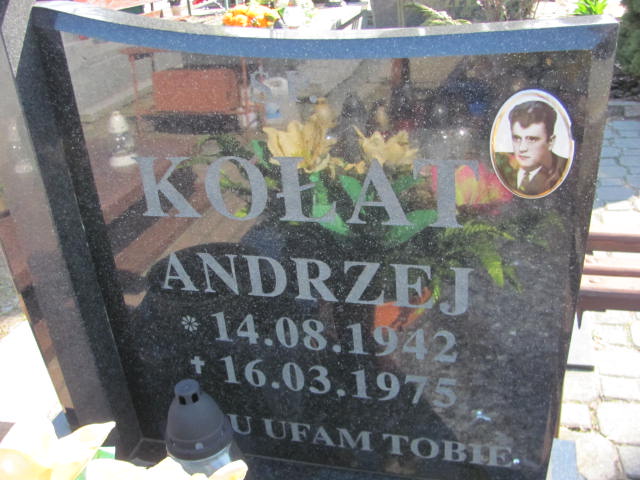 KOŁAT
ANDRZEJ
* 14.08.1942
✝ 16.03.1975
U UFAM TOBIE